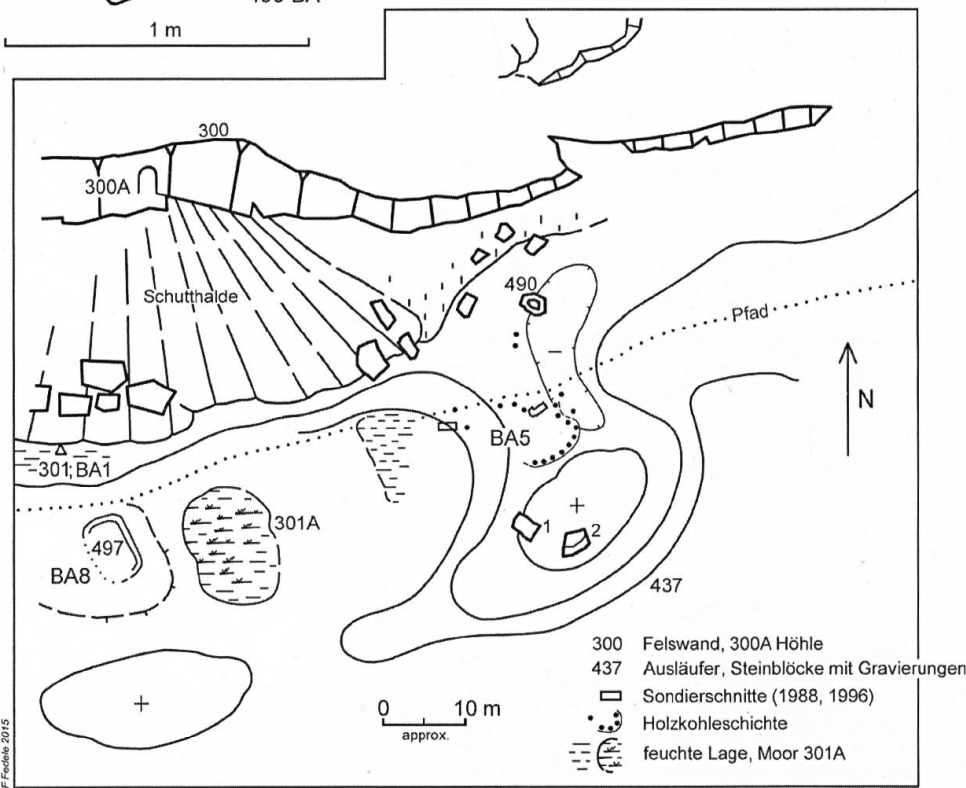 1 m
300
300A
Schutthalde
490
Pfad
N
BA5
301; BA1
301A
497
BA8
1
2
437
300 Felswand, 300A Höhle
437 Ausläufer, Steinblöcke mit Gravierungen
Sondierschnitte (1988, 1996)
Holzkohleschichte
feuchte Lage, Moor 301A
0 10 m
approx.
F Fedele 2015